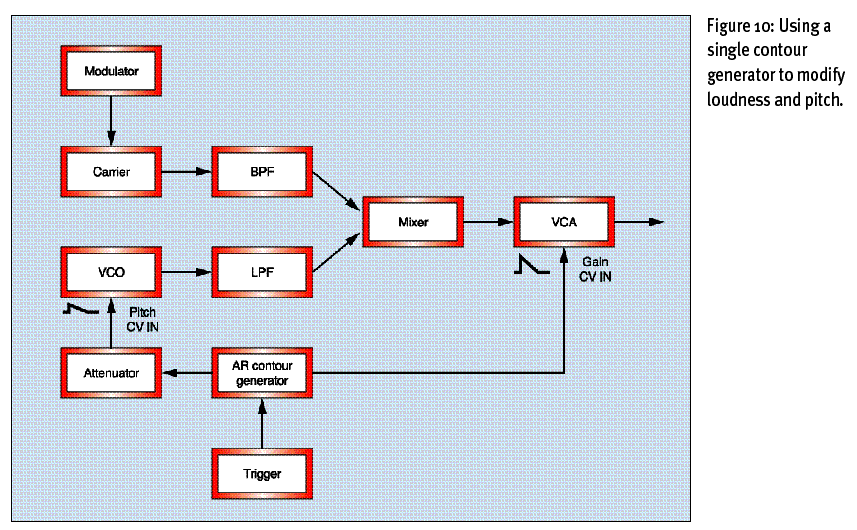 Figure 10: Using a
single contour
generator to modify
loudness and pitch.
Modulator
Carrier
BPF
Mixer
VCA
VCO
LPF
Gain
CV IN
Pitch
CV IN
Attenuator
AR contour
generator
Trigger